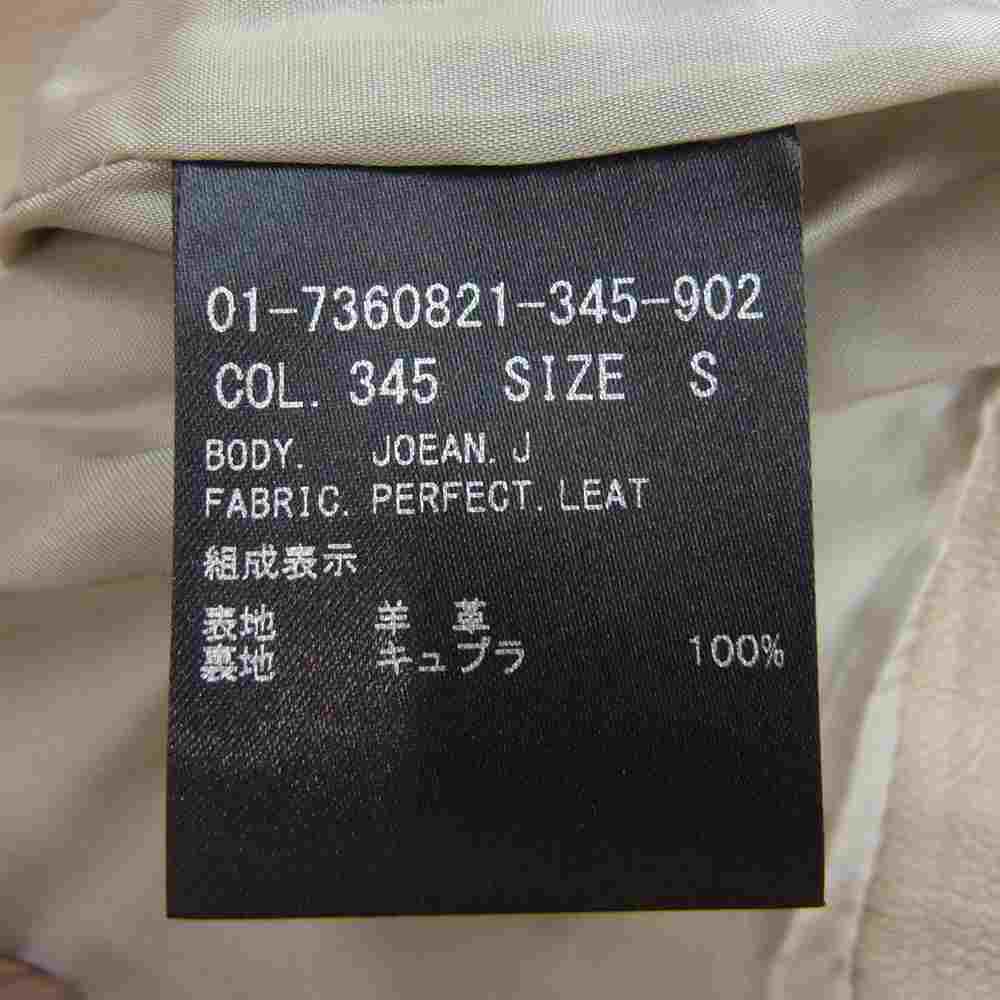 01-7360821-345-902
COL. 345 SIZE S
BODY. JOEAN. J
FABRIC. PERFECT. LEAT
組成表示
表地 羊 革
裏地 キュプラ 100%